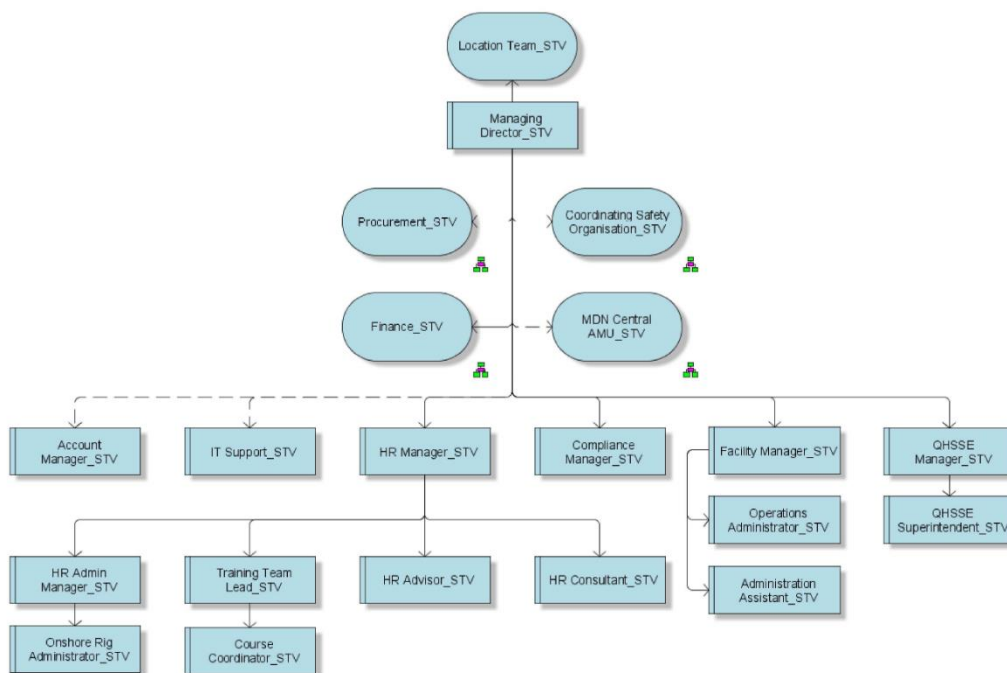 Location Team_STV
Managing
Director_STV
Procurement_STV
Coordinating Safety
Organisation_STV
Finance_STV
MDN Central
AMU_STV
Account
Manager_STV
IT Support_STV
HR Manager_STV
Compliance
Manager_STV
Facility Manager_STV
QHSSE
Manager_STV
Operations
Administrator_STV
QHSSE
Superintendent_STV
HR Admin
Manager_STV
Training Team
Lead_STV
HR Advisor_STV
HR Consultant_STV
Administration
Assistant_STV
Onshore Rig
Administrator_STV
Course
Coordinator_STV